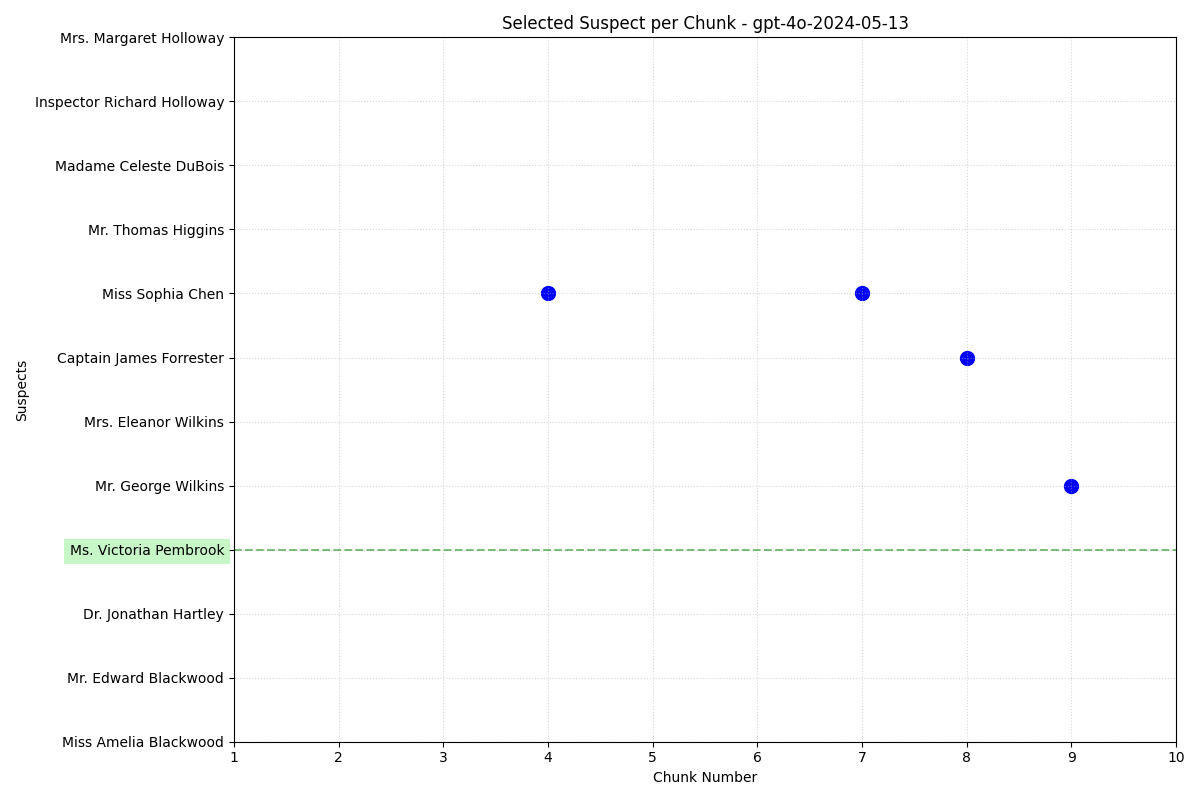 Selected Suspect per Chunk - gpt-4o-2024-05-13
Mrs. Margaret Holloway
Inspector Richard Holloway
Madame Celeste DuBois
Mr. Thomas Higgins
Miss Sophia Chen
Captain James Forrester
Mrs. Eleanor Wilkins
Mr. George Wilkins
Ms. Victoria Pembrook
Dr. Jonathan Hartley
Mr. Edward Blackwood
Miss Amelia Blackwood
Suspects
1 2 3 4 5 6 7 8 9 10
Chunk Number